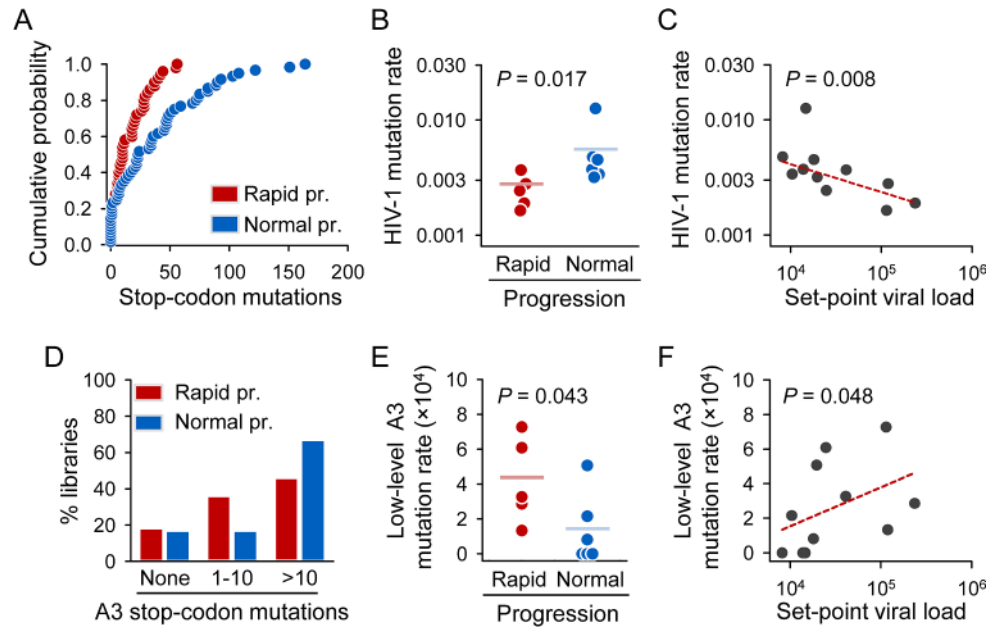 A
Cumulative probability
1.0
0.8
0.6
0.4
0.2
0.0
Rapid pr.
Normal pr.
0
50
100
150
200
Stop-codon mutations
B
HIV-1 mutation rate
0.030
0.010
0.003
0.001
P = 0.017
Rapid Normal
Progression
C
HIV-1 mutation rate
0.030
0.010
0.003
0.001
P = 0.008
10⁴
10⁵
10⁶
Set-point viral load
D
% libraries
100
80
60
40
20
0
Rapid pr.
Normal pr.
None
1-10
>10
A3 stop-codon mutations
E
Low-level A3
mutation rate (×10⁴)
10
8
6
4
2
0
P = 0.043
Rapid Normal
Progression
F
Low-level A3
mutation rate (×10⁴)
10
8
6
4
2
0
P = 0.048
10⁴
10⁵
10⁶
Set-point viral load